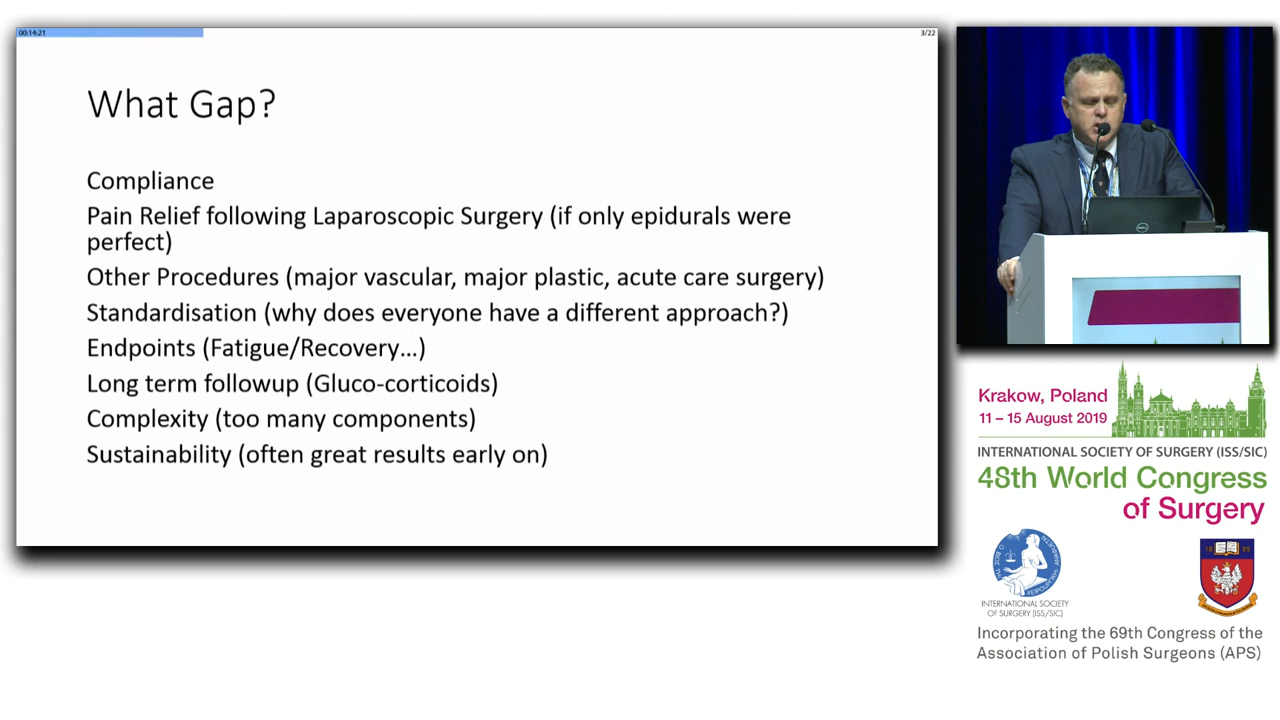 00:14:21
3/22
What Gap?
Compliance
Pain Relief following Laparoscopic Surgery (if only epidurals were
perfect)
Other Procedures (major vascular, major plastic, acute care surgery)
Standardisation (why does everyone have a different approach?)
Endpoints (Fatigue/Recovery...)
Long term followup (Gluco-corticoids)
Complexity (too many components)
Sustainability (often great results early on)
DELL
Krakow, Poland
11 – 15 August 2019
INTERNATIONAL SOCIETY OF SURGERY (ISS/SIC)
48th World Congress
of Surgery
INTERNATIONAL SOCIETY
OF SURGERY (ISS/SIC)
18 89
Incorporating the 69th Congress of the
Association of Polish Surgeons (APS)